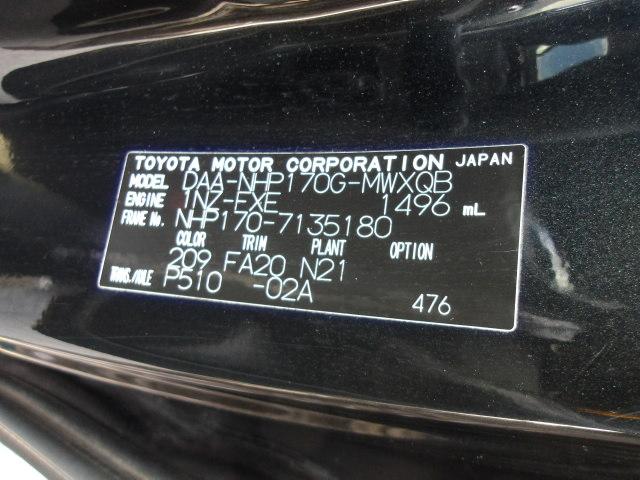 TOYOTA MOTOR CORPORATION JAPAN
MODEL DAA-NHP170G-MWXQB
ENGINE 1NZ-FXE 1496 mL
FRAME No. NHP170-7135180
COLOR TRIM PLANT OPTION
209 FA20 N21
TRANS./AXLE P510 -02A
476